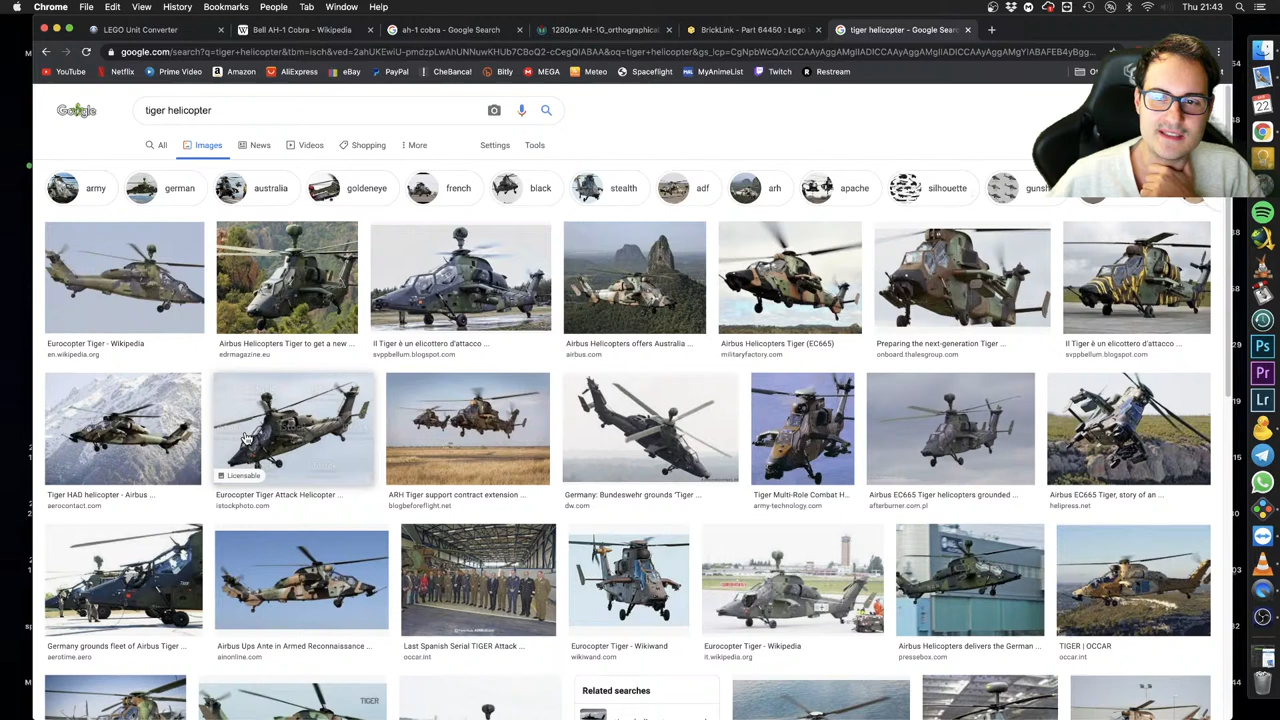 Chrome File Edit View History Bookmarks People Tab Window Help
Thu 21:43
LEGO Unit Converter
Bell AH-1 Cobra - Wikipedia
ah-1 cobra - Google Search
1280px-AH-1G_orthographical
BrickLink - Part 64450 : Lego
tiger helicopter - Google Searc
YouTube Netflix Prime Video Amazon AliExpress eBay PayPal CheBanca! Bitly MEGA Meteo Spaceflight MyAnimeList Twitch Restream
Google
tiger helicopter
All Images News Videos Shopping More Settings Tools
army german australia goldeneye french black stealth adf arh apache silhouette gunsh
Eurocopter Tiger - Wikipedia
en.wikipedia.org
Airbus Helicopters Tiger to get a new ...
edrmagazine.eu
Il Tiger è un elicottero d'attacco ...
svppbellum.blogspot.com
Airbus Helicopters offers Australia ...
airbus.com
Airbus Helicopters Tiger (EC665)
militaryfactory.com
Preparing the next-generation Tiger ...
onboard.thalesgroup.com
Il Tiger è un elicottero d'attacco ...
svppbellum.blogspot.com
Licensable
Tiger HAD helicopter - Airbus ...
aerocontact.com
Eurocopter Tiger Attack Helicopter ...
istockphoto.com
ARH Tiger support contract extension ...
blogbeforeflight.net
Germany: Bundeswehr grounds 'Tiger ...
dw.com
Tiger Multi-Role Combat H...
army-technology.com
Airbus EC665 Tiger helicopters grounded ...
afterburner.com.pl
Airbus EC665 Tiger, story of an ...
helipress.net
Germany grounds fleet of Airbus Tiger ...
aerotime.aero
Airbus Ups Ante in Armed Reconnaissance ...
ainonline.com
Last Spanish Serial TIGER Attack ...
occar.int
Eurocopter Tiger - Wikiwand
wikiwand.com
Eurocopter Tiger - Wikipedia
it.wikipedia.org
Airbus Helicopters delivers the German ...
pressebox.com
TIGER | OCCAR
occar.int
TIGER
Related searches
22
Ps
Pr
Lr